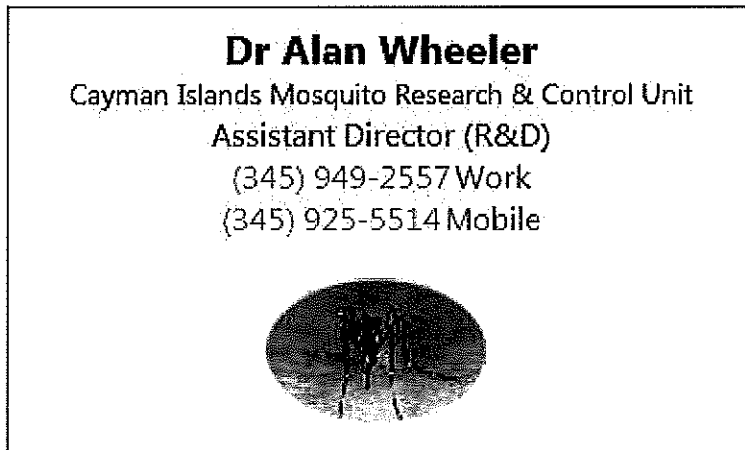 Dr Alan Wheeler
Cayman Islands Mosquito Research & Control Unit
Assistant Director (R&D)
(345) 949-2557 Work
(345) 925-5514 Mobile